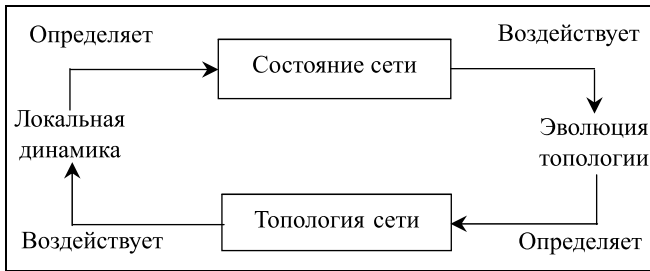 Определяет
Воздействует
Состояние сети
Локальная
динамика
Эволюция
топологии
Топология сети
Воздействует
Определяет